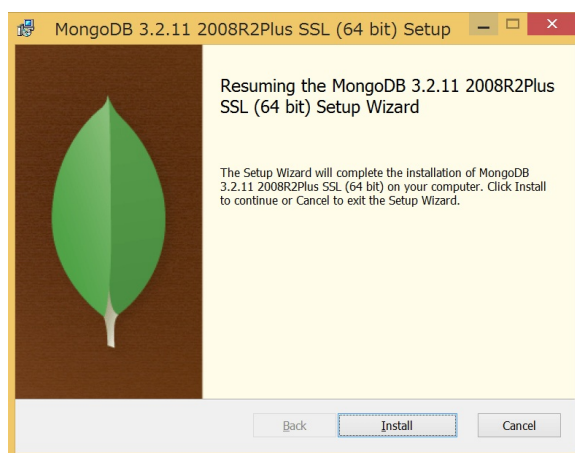 MongoDB 3.2.11 2008R2Plus SSL (64 bit) Setup
Resuming the MongoDB 3.2.11 2008R2Plus
SSL (64 bit) Setup Wizard
The Setup Wizard will complete the installation of MongoDB
3.2.11 2008R2Plus SSL (64 bit) on your computer. Click Install
to continue or Cancel to exit the Setup Wizard.
Back Install Cancel